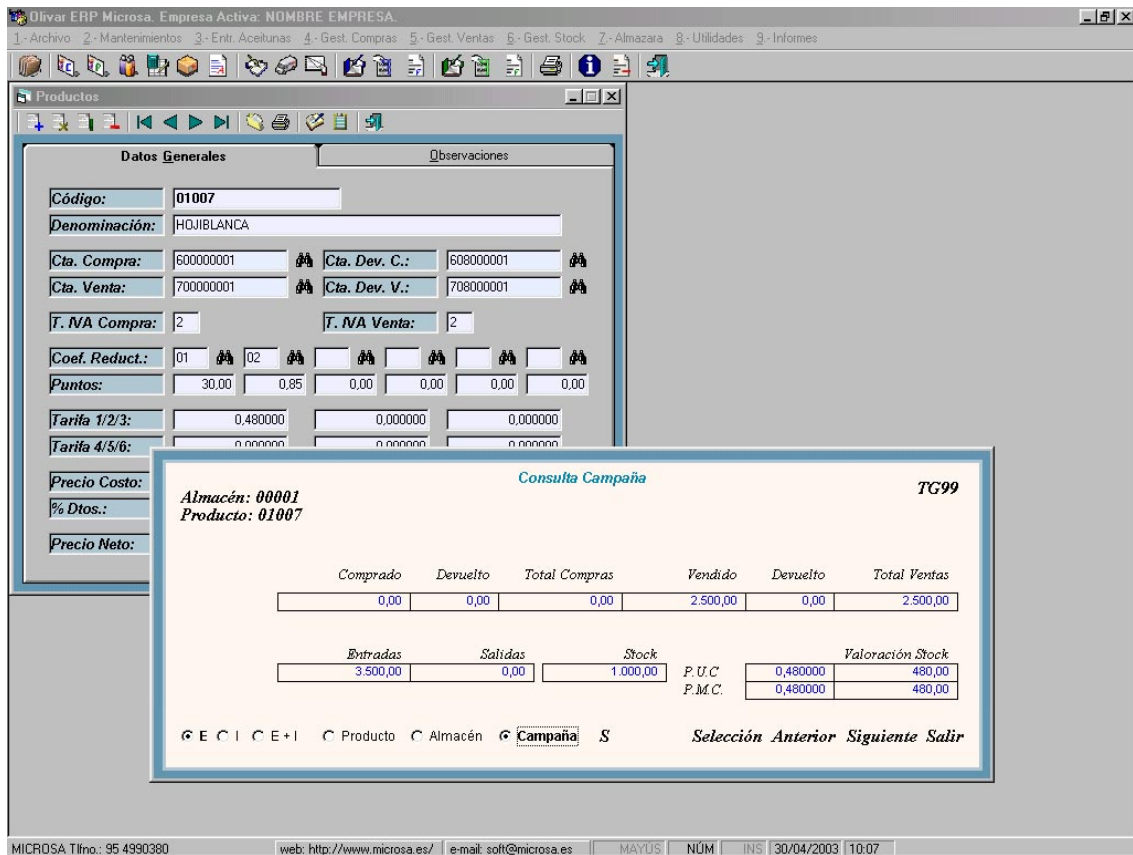 Olivar ERP Microsa. Empresa Activa: NOMBRE EMPRESA.
1.- Archivo 2.- Mantenimientos 3.- Entr. Aceitunas 4.- Gest. Compras 5.- Gest. Ventas 6.- Gest. Stock 7.- Almazara 8.- Utilidades 9.- Informes
Productos
Datos Generales Observaciones
Código: 01007
Denominación: HOJIBLANCA
Cta. Compra: 600000001 Cta. Dev. C.: 608000001
Cta. Venta: 700000001 Cta. Dev. V.: 708000001
T. IVA Compra: 2 T. IVA Venta: 2
Coef. Reduct.: 01 02
Puntos: 30,00 0,85 0,00 0,00 0,00 0,00
Tarifa 1/2/3: 0,480000 0,000000 0,000000
Tarifa 4/5/6: 0,000000 0,000000 0,000000
Precio Costo:
% Dtos.:
Precio Neto:
Consulta Campaña
TG99
Almacén: 00001
Producto: 01007
Comprado Devuelto Total Compras Vendido Devuelto Total Ventas
0,00 0,00 0,00 2.500,00 0,00 2.500,00
Entradas Salidas Stock Valoración Stock
3.500,00 0,00 1.000,00 P.U.C 0,480000 480,00
P.M.C. 0,480000 480,00
E I E + I Producto Almacén Campaña S Selección Anterior Siguiente Salir
MICROSA Tlfno.: 95 4990380 web: http://www.microsa.es/ e-mail: soft@microsa.es MAYÚS NÚM INS 30/04/2003 10:07